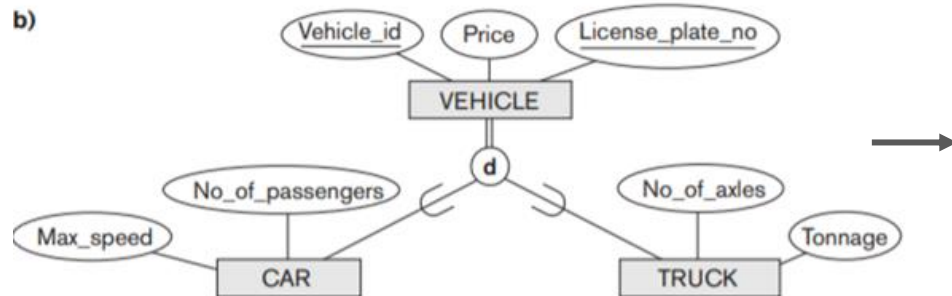 b)
Vehicle_id Price License_plate_no
VEHICLE
d
No_of_passengers No_of_axles
Max_speed Tonnage
CAR TRUCK